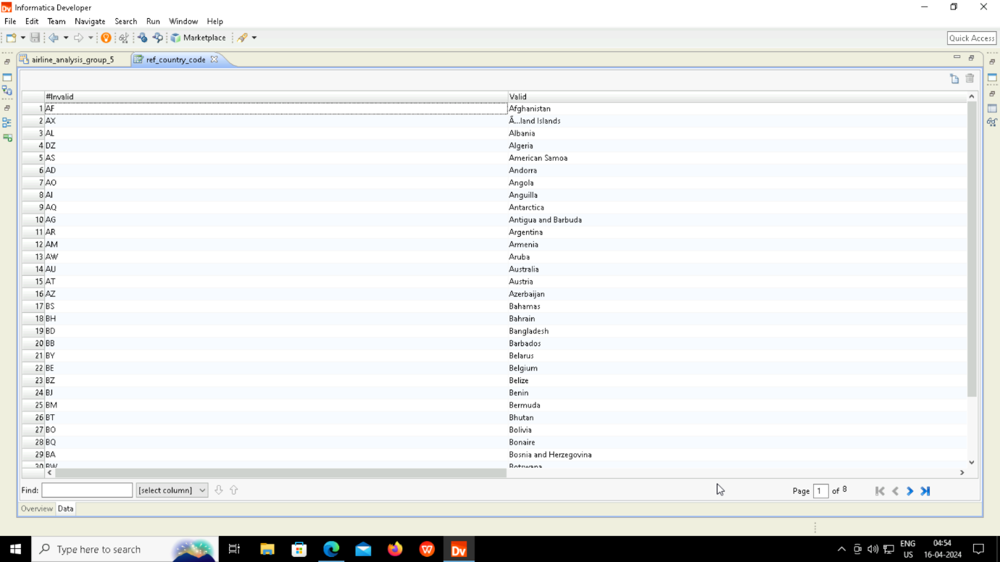 Dv Informatica Developer
File Edit Team Navigate Search Run Window Help
Marketplace
Quick Access
airline_analysis_group_5 ref_country_code
#Invalid Valid
1 AF Afghanistan
2 AX Ã...land Islands
3 AL Albania
4 DZ Algeria
5 AS American Samoa
6 AD Andorra
7 AO Angola
8 AI Anguilla
9 AQ Antarctica
10 AG Antigua and Barbuda
11 AR Argentina
12 AM Armenia
13 AW Aruba
14 AU Australia
15 AT Austria
16 AZ Azerbaijan
17 BS Bahamas
18 BH Bahrain
19 BD Bangladesh
20 BB Barbados
21 BY Belarus
22 BE Belgium
23 BZ Belize
24 BJ Benin
25 BM Bermuda
26 BT Bhutan
27 BO Bolivia
28 BQ Bonaire
29 BA Bosnia and Herzegovina
30 BW Botswana
Find: [select column] Page 1 of 8
Overview Data
Type here to search
Dv
ENG 04:54
US 16-04-2024